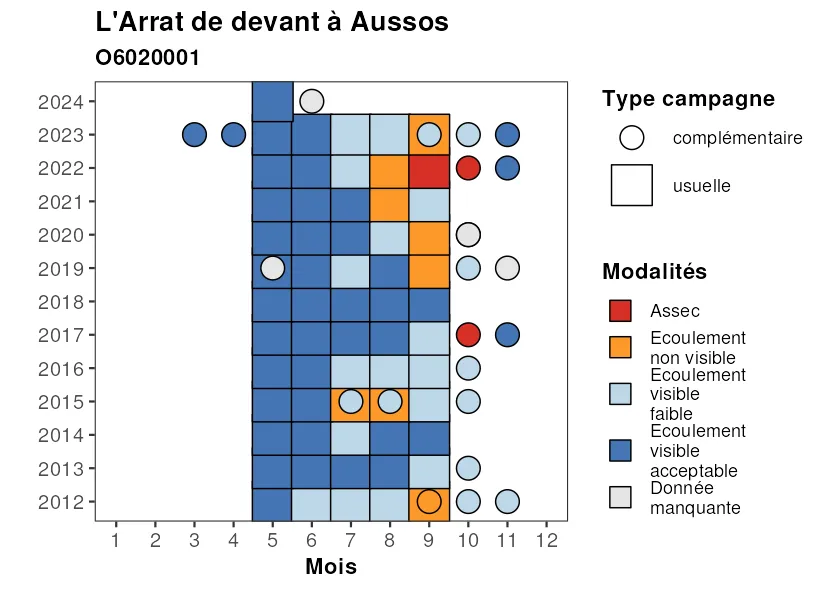 L'Arrat de devant à Aussos
O6020001
2024
2023
2022
2021
2020
2019
2018
2017
2016
2015
2014
2013
2012
1 2 3 4 5 6 7 8 9 10 11 12
Mois
Type campagne
complémentaire
usuelle
Modalités
Assec
Ecoulement
non visible
Ecoulement
visible
faible
Ecoulement
visible
acceptable
Donnée
manquante